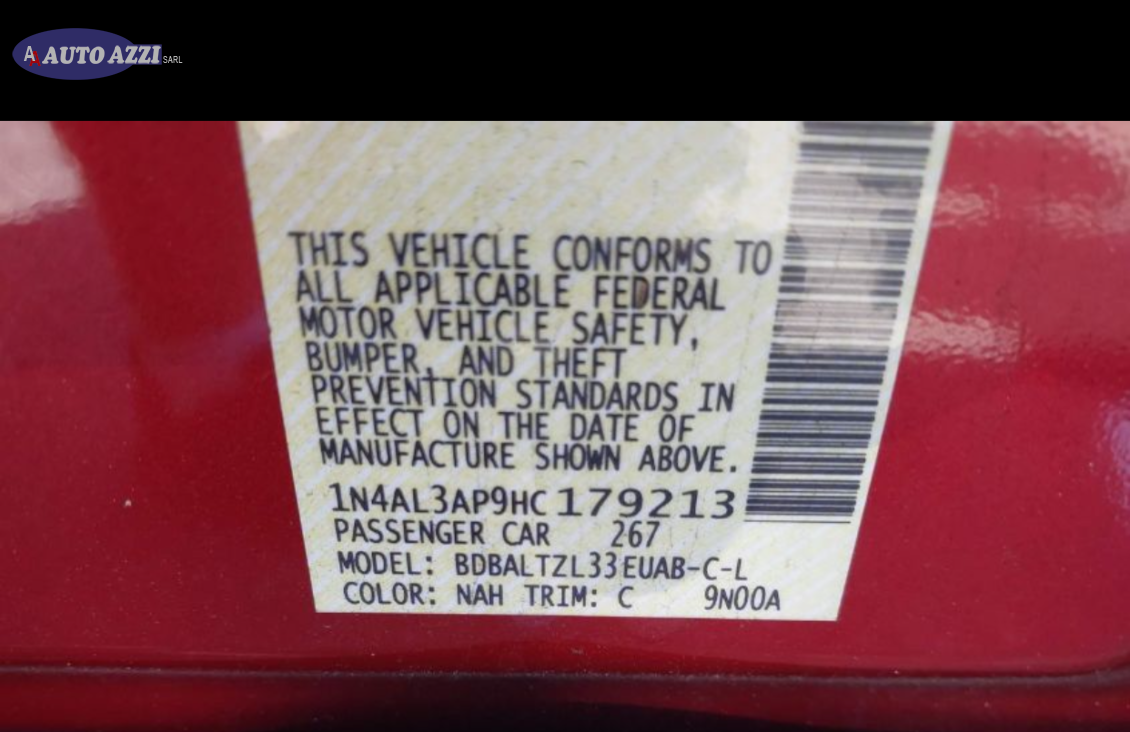 A AUTO AZZI SARL
THIS VEHICLE CONFORMS TO
ALL APPLICABLE FEDERAL
MOTOR VEHICLE SAFETY,
BUMPER, AND THEFT
PREVENTION STANDARDS IN
EFFECT ON THE DATE OF
MANUFACTURE SHOWN ABOVE.
1N4AL3AP9HC179213
PASSENGER CAR 267
MODEL: BDBALTZL33EUAB-C-L
COLOR: NAH TRIM: C 9N00A